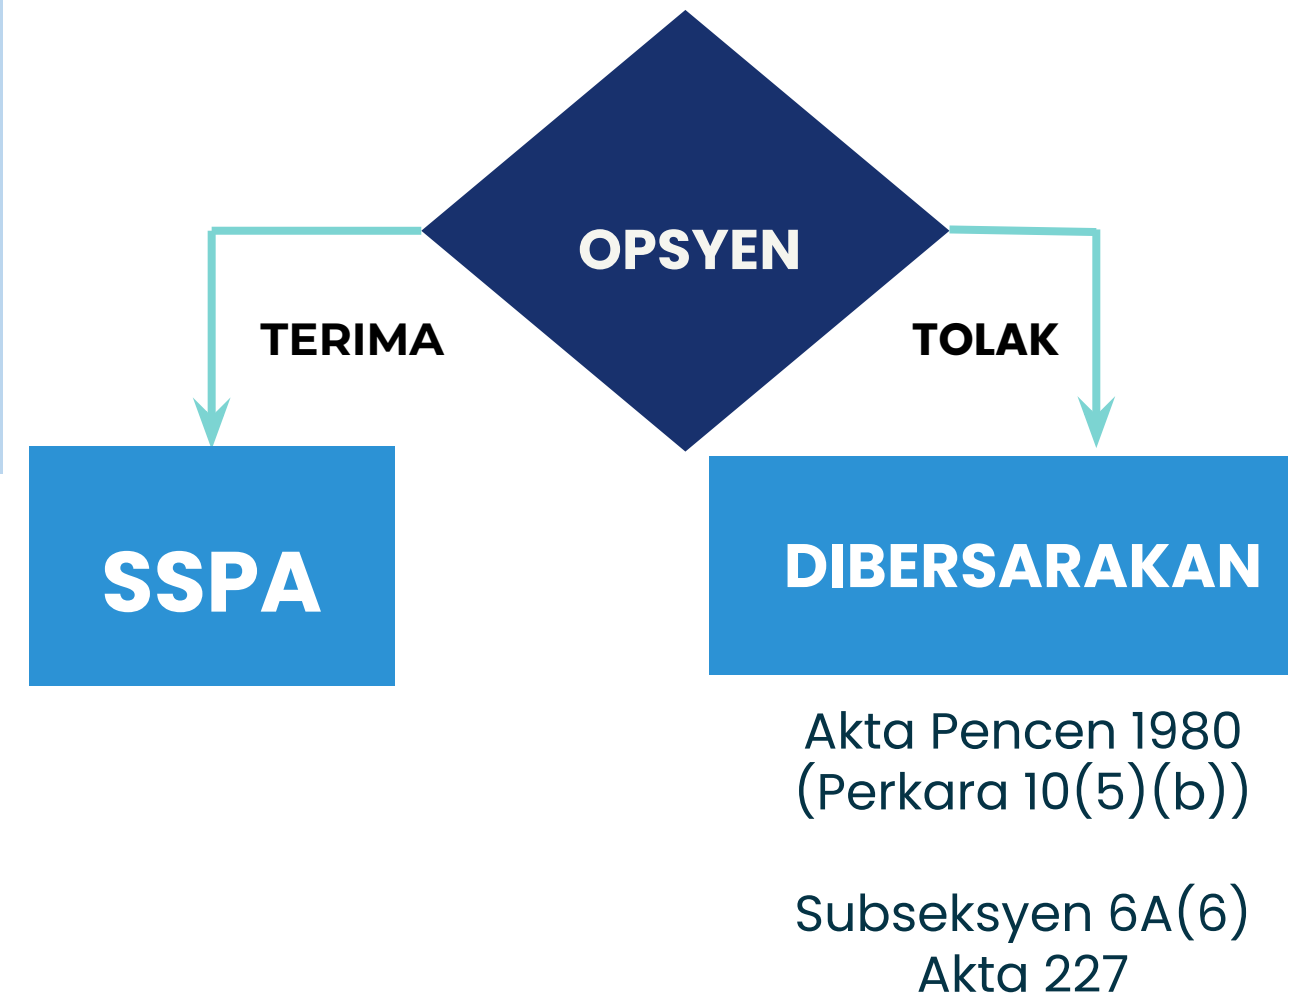 OPSYEN
TERIMA
TOLAK
SSPA
DIBERSARAKAN
Akta Pencen 1980
(Perkara 10(5)(b))
Subseksyen 6A(6)
Akta 227